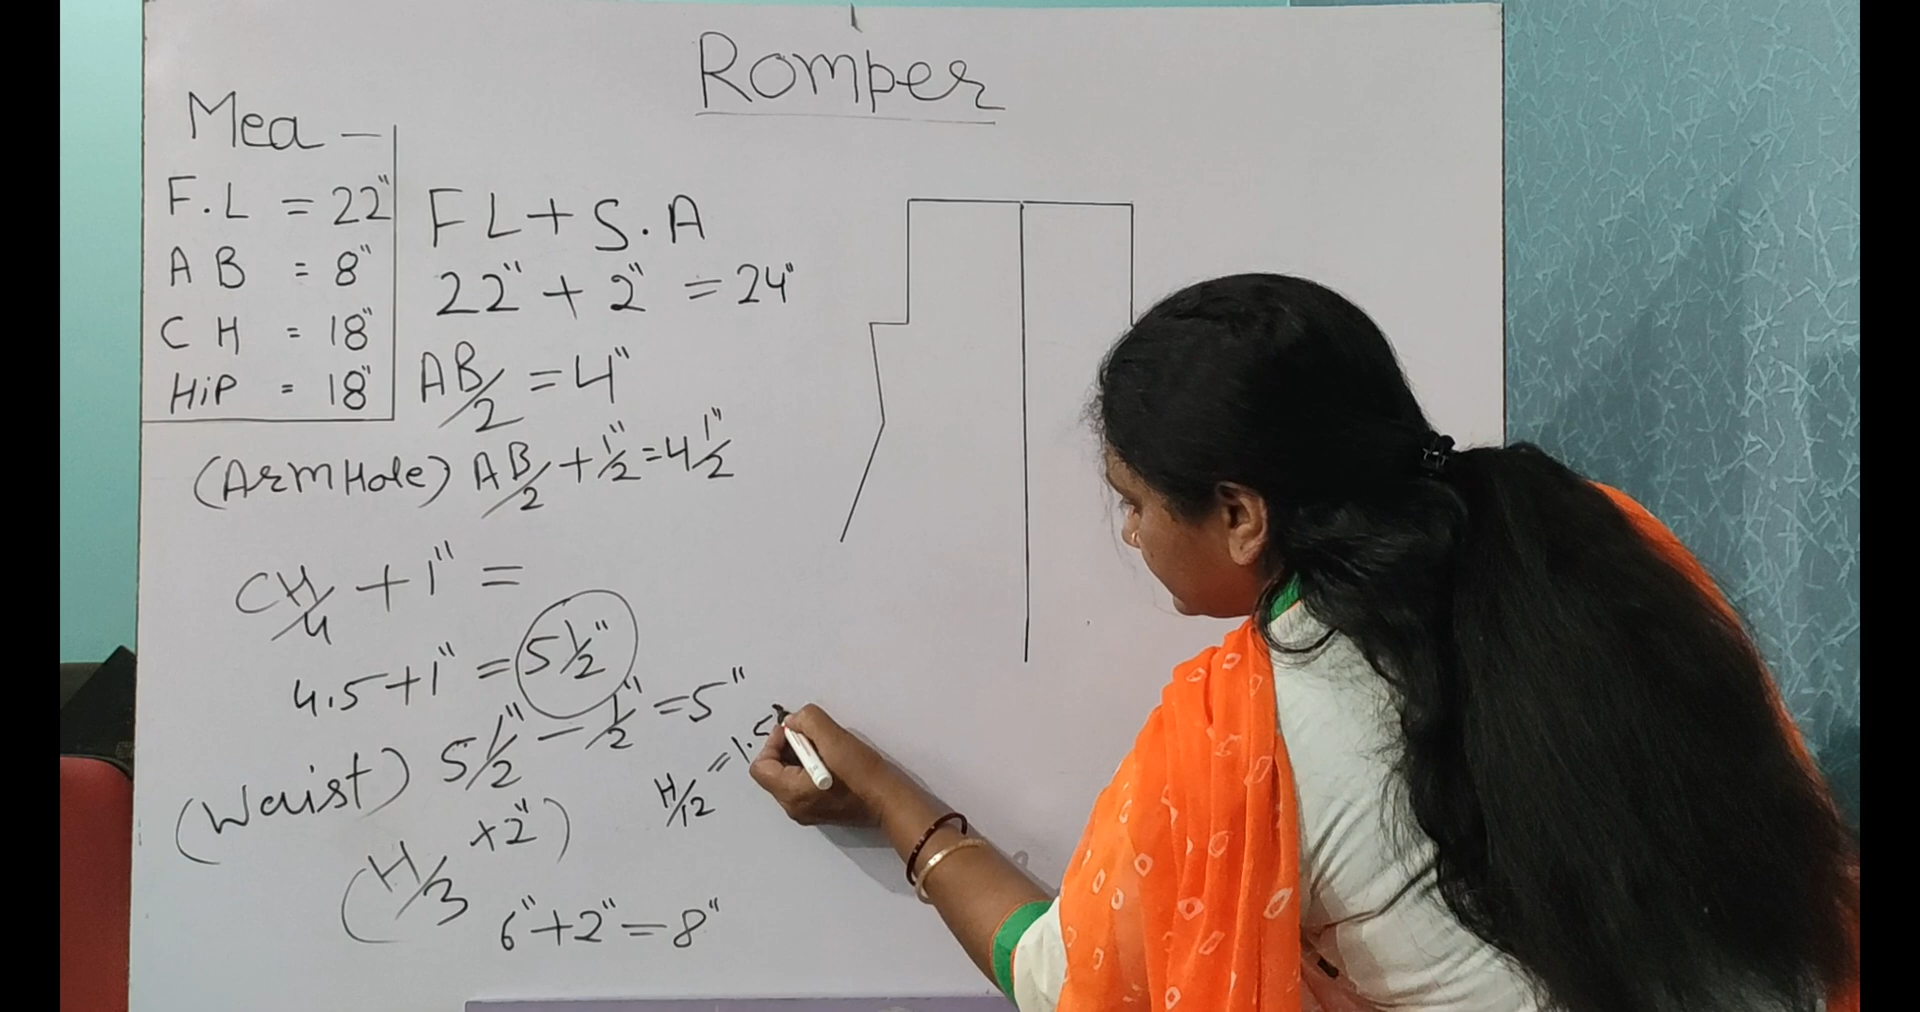 Romper
Mea -
F.L = 22"
A B = 8"
C H = 18"
HiP = 18"
FL + S.A
22" + 2" = 24"
AB/2 = 4"
(ArmHole) AB/2 + 1/2" = 4 1/2"
CH/4 + 1" =
4.5 + 1" = 5 1/2"
(Waist) 5 1/2" - 1/2" = 5"
(H/3 + 2")
6" + 2" = 8"
H/12 = 1.5